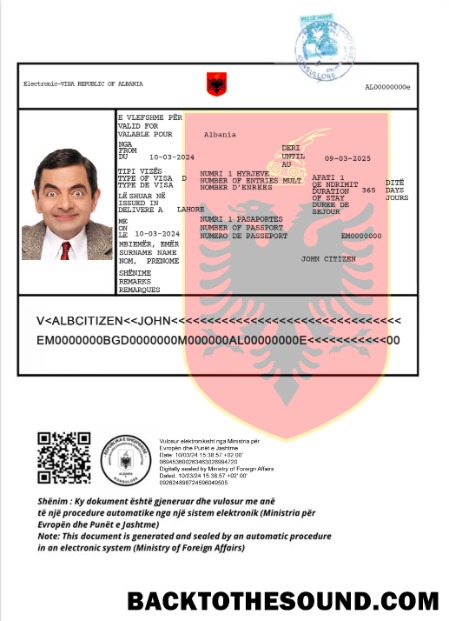 Electronic-VISA REPUBLIC OF ALBANIA
AL00000000e
E VLEFSHME PËR
VALID FOR
VALABLE POUR Albania
NGA
FROM
DU 10-03-2024
DERI
UNTIL
AU 09-03-2025
TIPI VIZËS
TYPE OF VISA D
TYPE DE VISA
NUMRI I HYRJEVE
NUMBER OF ENTRIES MULT
NOMBER D'ENREES
AFATI I
QE NDRIMIT
DURATION 365
OF STAY
DUREE DE
SEJOUR
DITË
DAYS
JOURS
LË SHUAR NË
ISSUED IN
DELIVERE A LAHORE
MK
ON
LE 10-03-2024
NUMRI I PASAPORTES
NUMBER OF PASSPORT
NUMERO DE PASSEPORT EM0000000
MBIEMËR, EMËR
SURNAME NAME
NOM, PRENOME JOHN CITIZEN
SHËNIME
REMARKS
REMARQUES
V<ALBCITIZEN<<JOHN<<<<<<<<<<<<<<<<<<<<<<<<<<
EM0000000BGD0000000M000000AL00000000E<<<<<<<<<<<00
Vulosur elektronikisht nga Ministria për
Evropën dhe Punët e Jashtme
Date: 10/03/24 15:38:57 +02'00'
Digitally sealed by Ministry of Foreign Affairs
Dated: 10/03/24 15:38:57 +02'00'
Shënim : Ky dokument është gjeneruar dhe vulosur me anë
të një procedure automatike nga një sistem elektronik (Ministria për
Evropën dhe Punët e Jashtme)
Note: This document is generated and sealed by an automatic procedure
in an electronic system (Ministry of Foreign Affairs)
BACKTOTHESOUND.COM